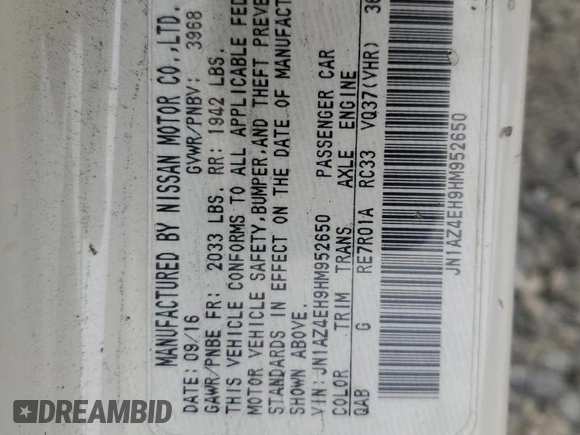 MANUFACTURED BY NISSAN MOTOR CO.,LTD.
DATE: 09/16 GVWR/PNBV: 3968
GAWR/PNBE FR: 2033 LBS. RR: 1942 LBS.
THIS VEHICLE CONFORMS TO ALL APPLICABLE FED
MOTOR VEHICLE SAFETY,BUMPER,AND THEFT PREVE
STANDARDS IN EFFECT ON THE DATE OF MANUFACT
SHOWN ABOVE.
VIN:JN1AZ4EH9HM952650 PASSENGER CAR
COLOR TRIM TRANS. AXLE ENGINE
QAB G RE7R01A RC33 VQ37(VHR) 36
JN1AZ4EH9HM952650
DREAMBID